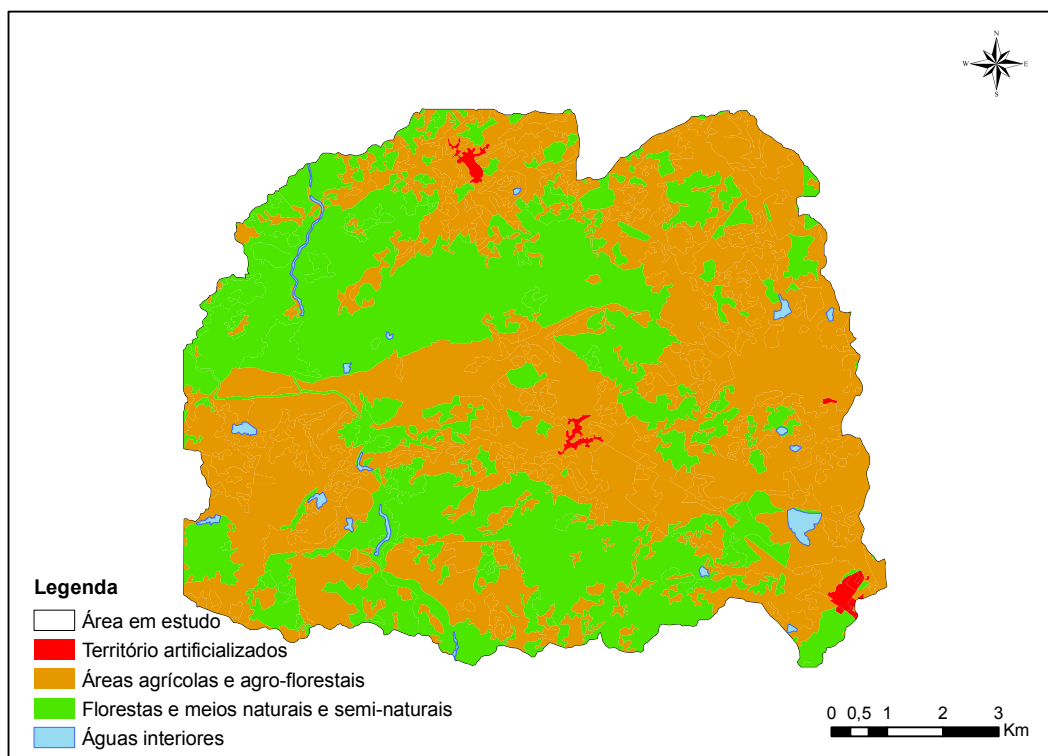 N
W E
S
Legenda
Área em estudo
Território artificializados
Áreas agrícolas e agro-florestais
Florestas e meios naturais e semi-naturais
Águas interiores
0 0,5 1 2 3
Km